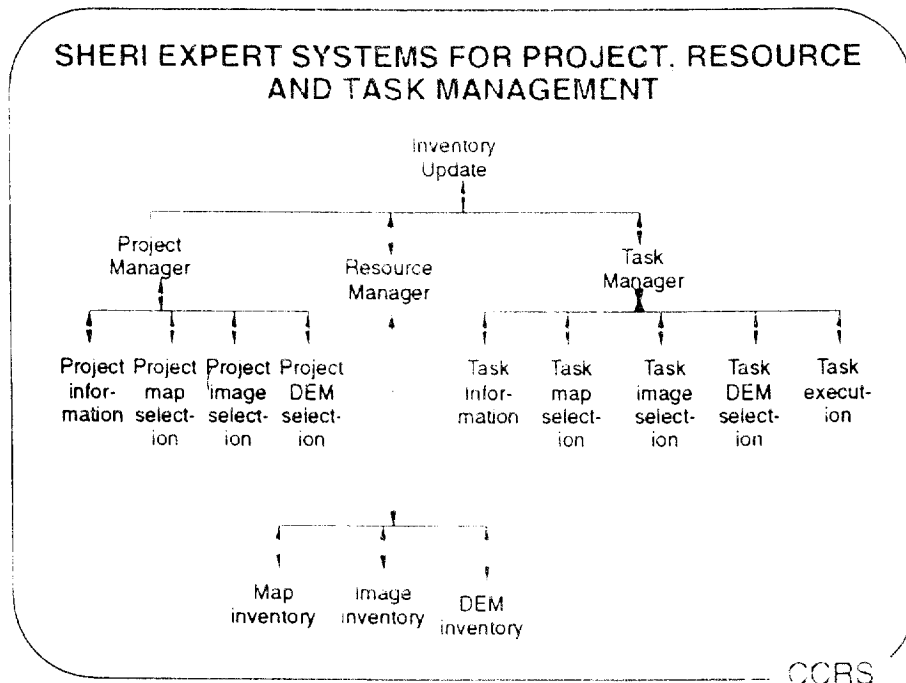 SHERI EXPERT SYSTEMS FOR PROJECT, RESOURCE
AND TASK MANAGEMENT
Inventory
Update
Project
Manager
Resource
Manager
Task
Manager
Project
infor-
mation
Project
map
select-
ion
Project
image
select-
ion
Project
DEM
select-
ion
Task
infor-
mation
Task
map
select-
ion
Task
image
select-
ion
Task
DEM
select-
ion
Task
execut-
ion
Map
inventory
image
inventory
DEM
inventory
CCRS